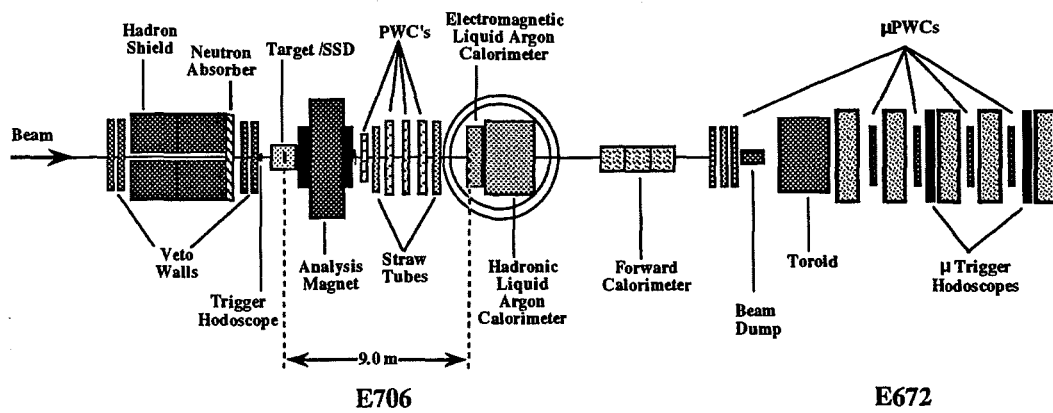 Hadron
Shield
Neutron
Absorber
Target /SSD
PWC's
Electromagnetic
Liquid Argon
Calorimeter
µPWCs
Beam
Veto
Walls
Trigger
Hodoscope
Analysis
Magnet
Straw
Tubes
Hadronic
Liquid
Argon
Calorimeter
Forward
Calorimeter
Beam
Dump
Toroid
µ Trigger
Hodoscopes
9.0 m
E706
E672